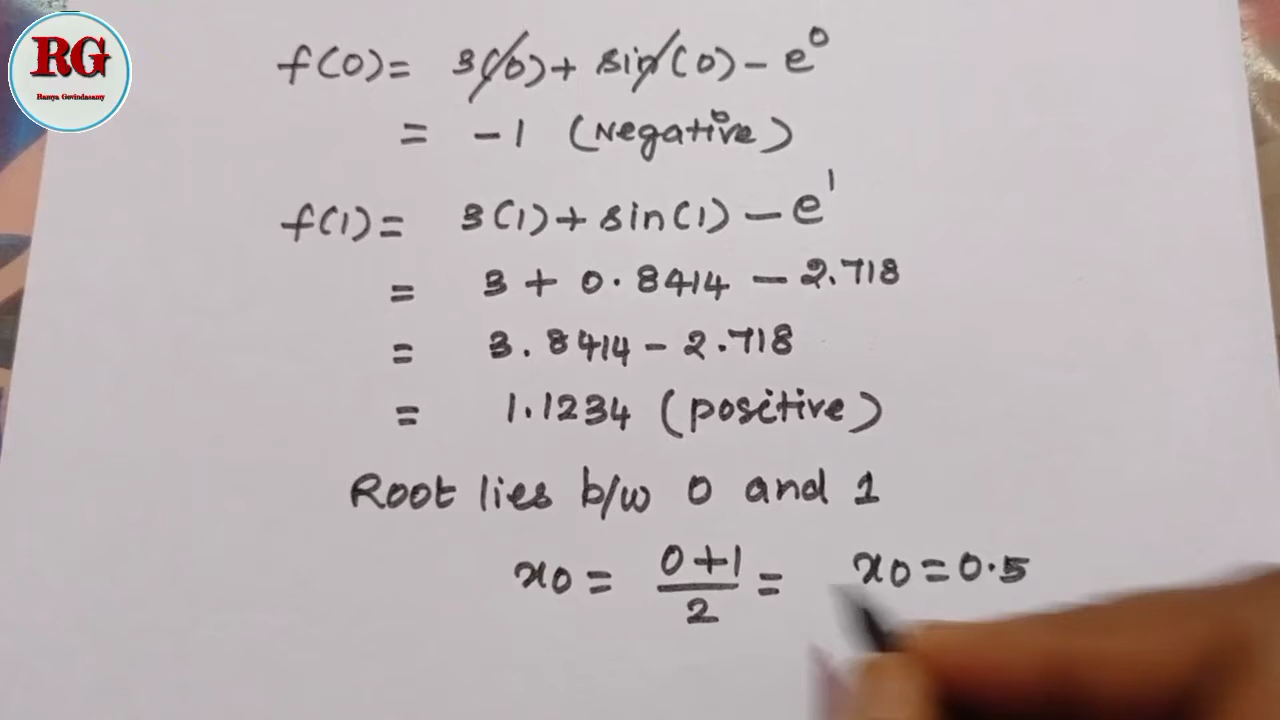 RG
Ramya Govindasamy
f(0) = 3(0) + sin(0) - e⁰
= -1 (Negative)
f(1) = 3(1) + sin(1) - e¹
= 3 + 0.8414 - 2.718
= 3.8414 - 2.718
= 1.1234 (positive)
Root lies b/w 0 and 1
x0 = 0+1/2 = x0 = 0.5